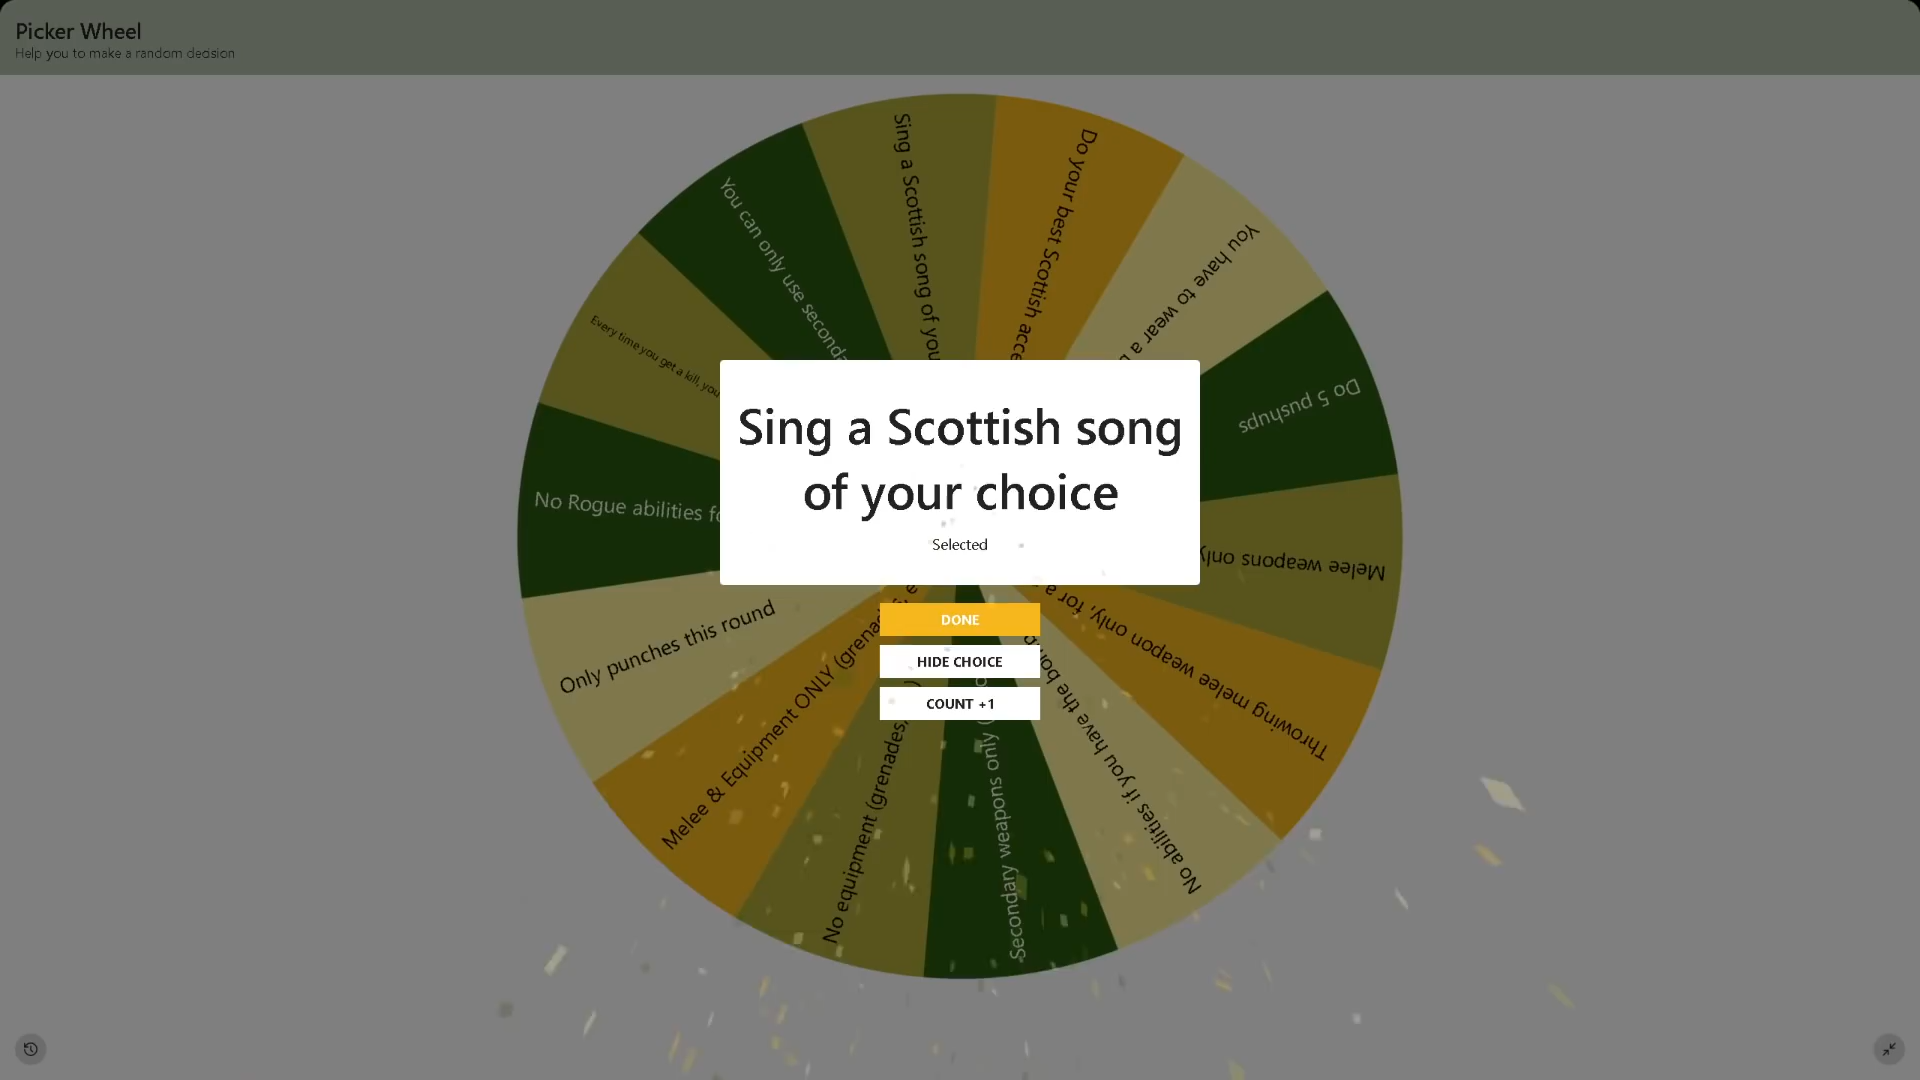 Picker Wheel
Help you to make a random decision
Sing a Scottish song of you
Do your best Scottish acce
You have to wear a
Do 5 pushups
Melee weapons only
Throwing melee weapon only, for a
No abilities if you have the bomb
Secondary weapons only (
No equipment (grenades,
Melee & Equipment ONLY (grenades, e
Only punches this round
No Rogue abilities fo
Every time you get a kill, you
You can only use seconda
Sing a Scottish song
of your choice
Selected
DONE
HIDE CHOICE
COUNT +1